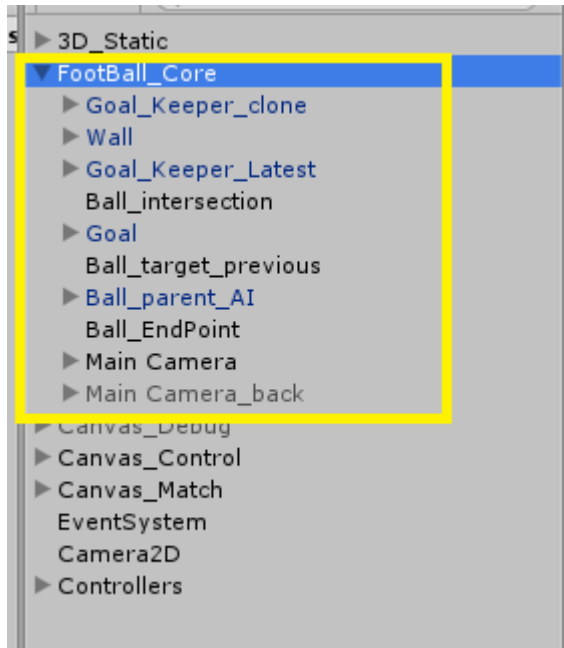 s
3D_Static
FootBall_Core
Goal_Keeper_clone
Wall
Goal_Keeper_Latest
Ball_intersection
Goal
Ball_target_previous
Ball_parent_AI
Ball_EndPoint
Main Camera
Main Camera_back
Canvas_Debug
Canvas_Control
Canvas_Match
EventSystem
Camera2D
Controllers